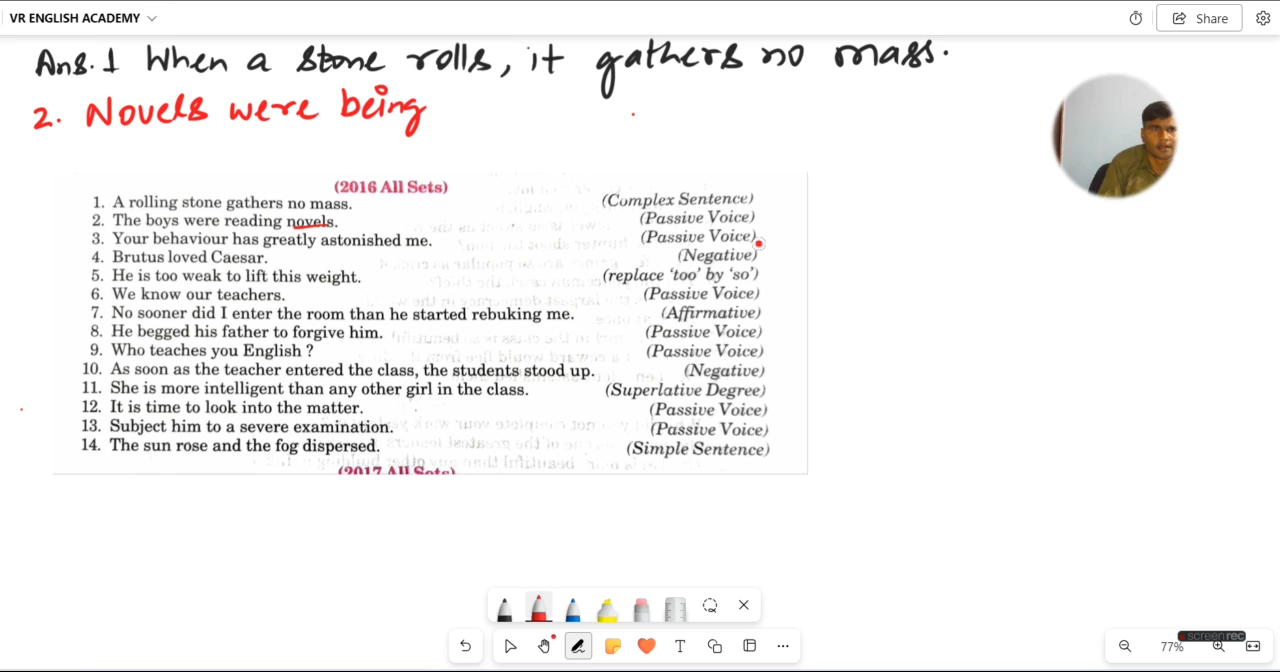 VR ENGLISH ACADEMY
Share
Ans. 1 When a stone rolls, it gathers no mass.
2. Novels were being
(2016 All Sets)
1. A rolling stone gathers no mass. (Complex Sentence)
2. The boys were reading novels. (Passive Voice)
3. Your behaviour has greatly astonished me. (Passive Voice)
4. Brutus loved Caesar. (Negative)
5. He is too weak to lift this weight. (replace 'too' by 'so')
6. We know our teachers. (Passive Voice)
7. No sooner did I enter the room than he started rebuking me. (Affirmative)
8. He begged his father to forgive him. (Passive Voice)
9. Who teaches you English ? (Passive Voice)
10. As soon as the teacher entered the class, the students stood up. (Negative)
11. She is more intelligent than any other girl in the class. (Superlative Degree)
12. It is time to look into the matter. (Passive Voice)
13. Subject him to a severe examination. (Passive Voice)
14. The sun rose and the fog dispersed. (Simple Sentence)
(2017 All Sets)
77%
screenrec